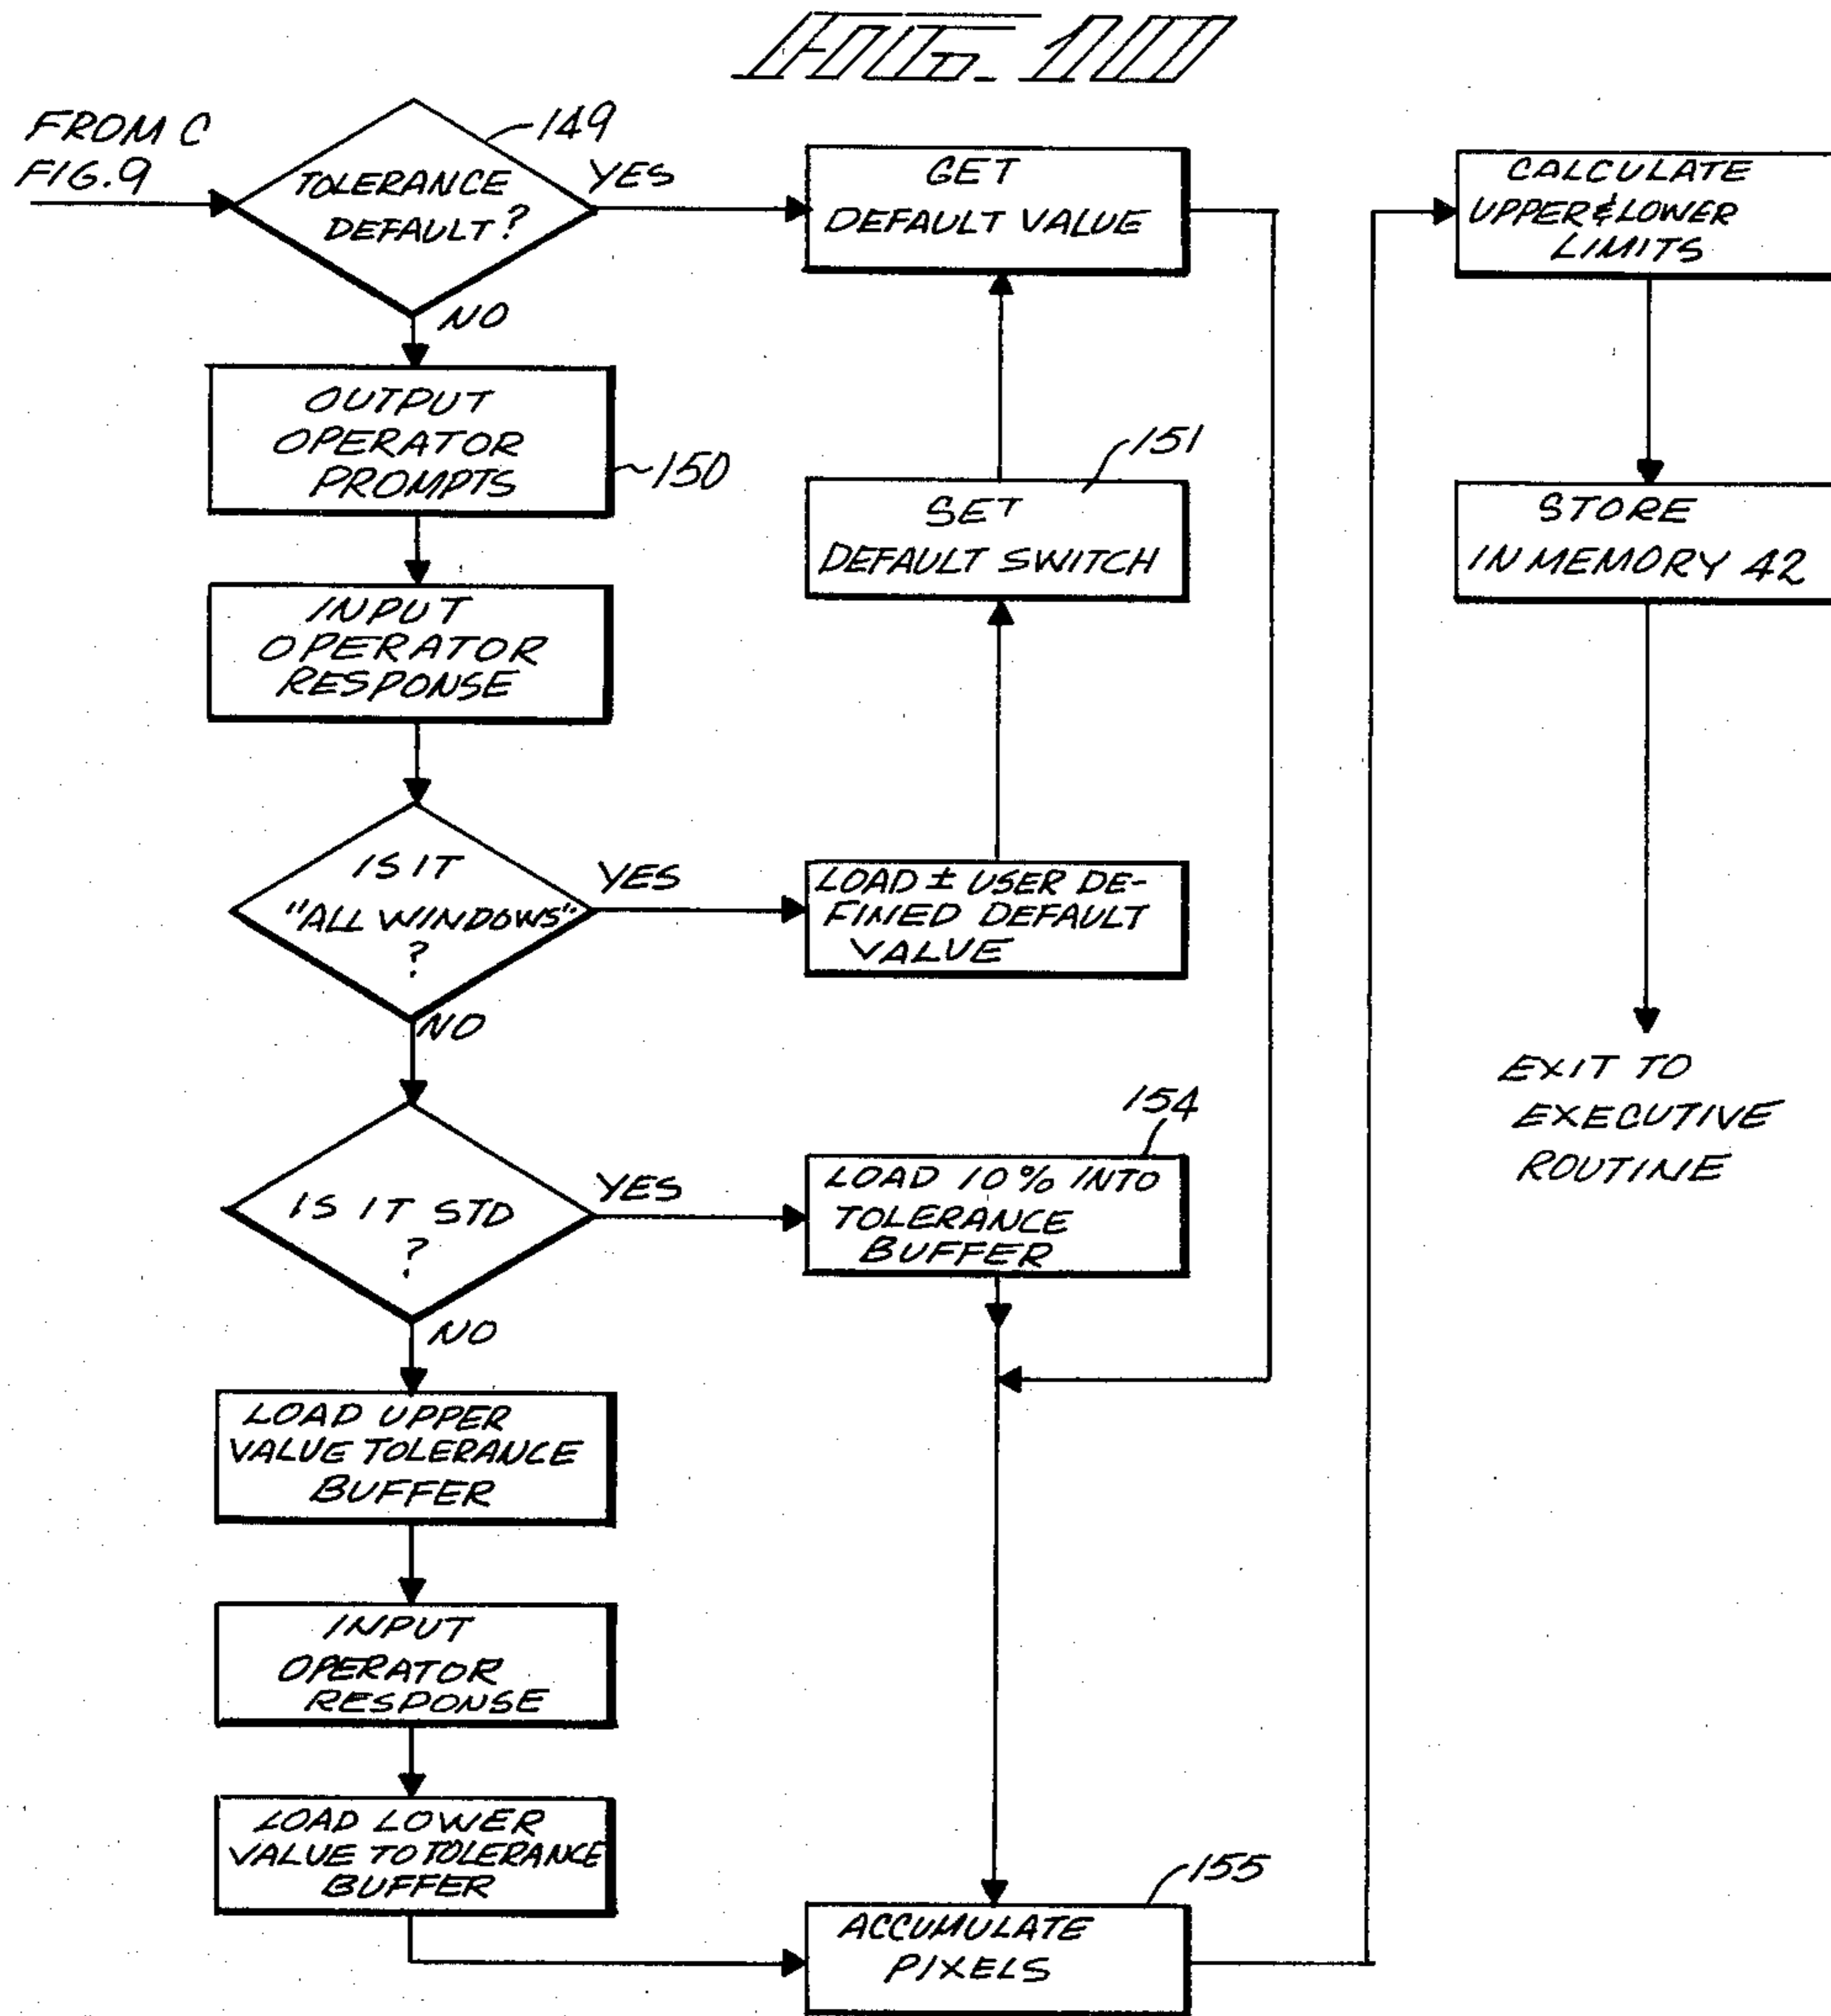 FIG. 10
FROM C
FIG. 9
149
TOLERANCE
DEFAULT?
YES
NO
GET
DEFAULT VALUE
CALCULATE
UPPER & LOWER
LIMITS
OUTPUT
OPERATOR
PROMPTS
150
151
SET
DEFAULT SWITCH
STORE
IN MEMORY 42
INPUT
OPERATOR
RESPONSE
IS IT
"ALL WINDOWS"
?
YES
NO
LOAD ± USER DE-
FINED DEFAULT
VALUE
EXIT TO
EXECUTIVE
ROUTINE
IS IT STD
?
YES
NO
154
LOAD 10% INTO
TOLERANCE
BUFFER
LOAD UPPER
VALUE TOLERANCE
BUFFER
INPUT
OPERATOR
RESPONSE
LOAD LOWER
VALUE TO TOLERANCE
BUFFER
155
ACCUMULATE
PIXELS